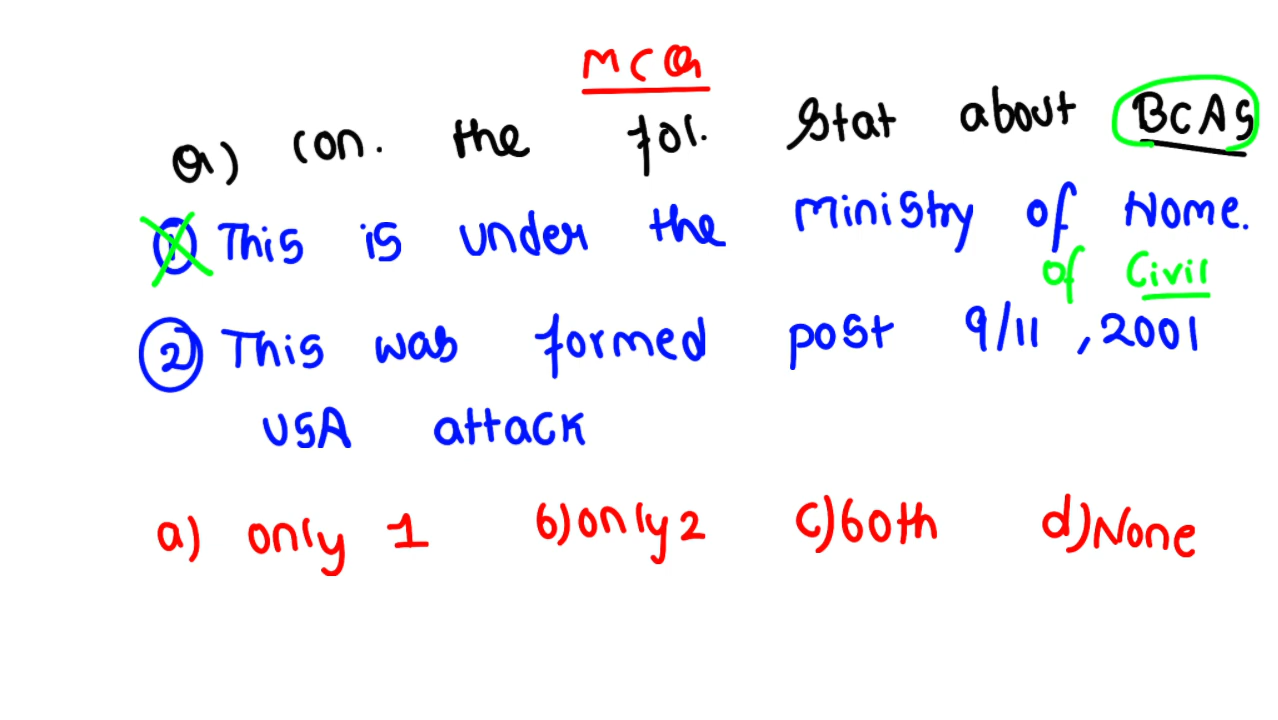 MCQ
Q) Con. the fol. Stat about BCAS
① This is under the ministry of Home.
of Civil
② This was formed post 9/11, 2001
USA attack
a) only 1 b) only 2 c) both d) None